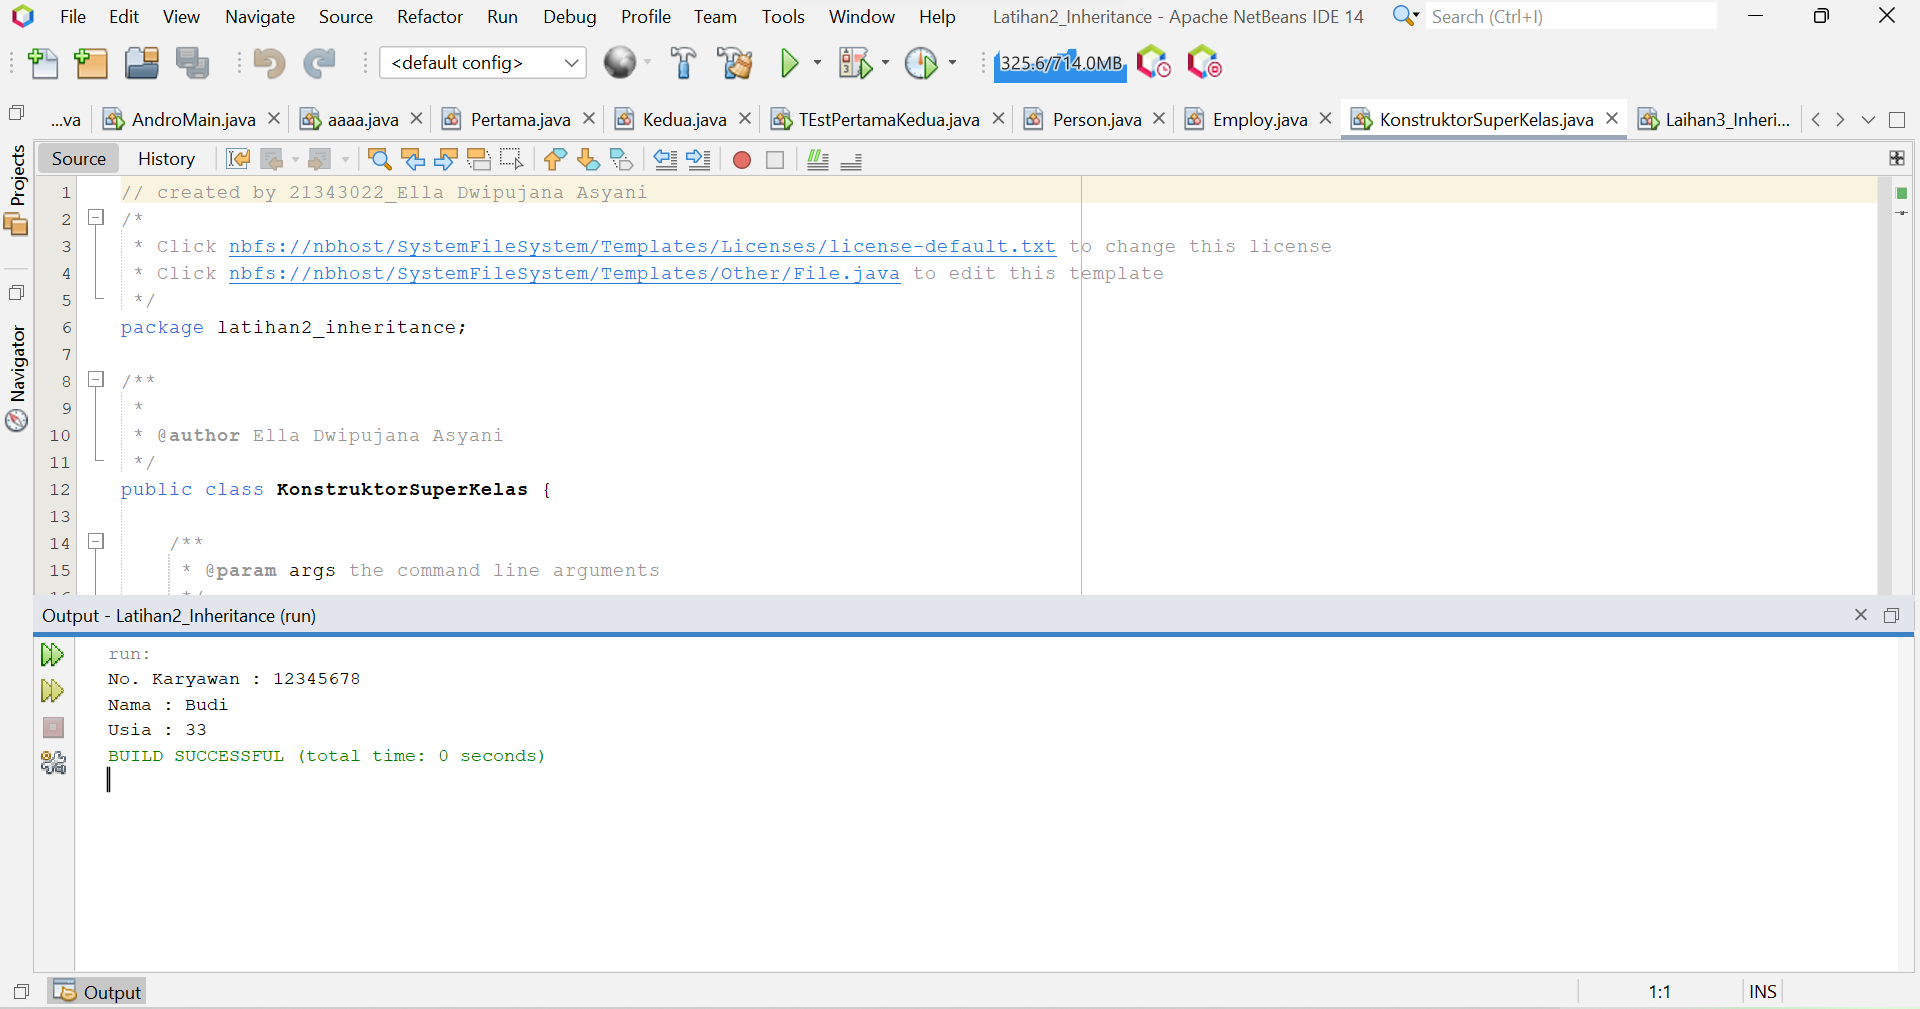 File Edit View Navigate Source Refactor Run Debug Profile Team Tools Window Help Latihan2_Inheritance - Apache NetBeans IDE 14 Search (Ctrl+I)
<default config> 325.6/714.0MB
...va AndroMain.java aaaa.java Pertama.java Kedua.java TEstPertamaKedua.java Person.java Employ.java KonstruktorSuperKelas.java Laihan3_Inheri...
Source History
Projects
Navigator
1 // created by 21343022_Ella Dwipujana Asyani
2 /*
3 * Click nbfs://nbhost/SystemFileSystem/Templates/Licenses/license-default.txt to change this license
4 * Click nbfs://nbhost/SystemFileSystem/Templates/Other/File.java to edit this template
5 */
6 package latihan2_inheritance;
7
8 /**
9 *
10 * @author Ella Dwipujana Asyani
11 */
12 public class KonstruktorSuperKelas {
13
14 /**
15 * @param args the command line arguments
Output - Latihan2_Inheritance (run)
run:
No. Karyawan : 12345678
Nama : Budi
Usia : 33
BUILD SUCCESSFUL (total time: 0 seconds)
Output 1:1 INS